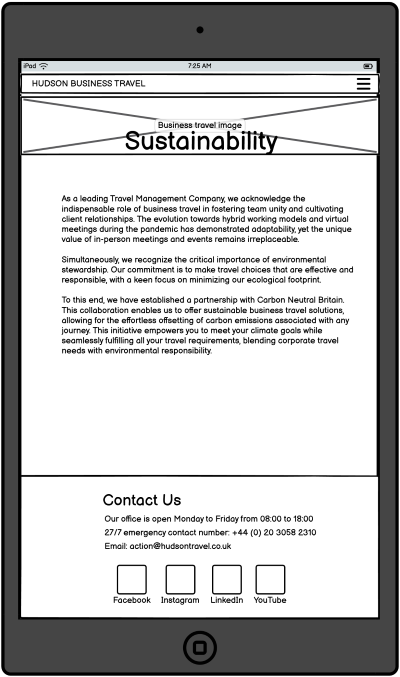 iPad
7:25 AM
HUDSON BUSINESS TRAVEL
Business travel image
Sustainability
As a leading Travel Management Company, we acknowledge the
indispensable role of business travel in fostering team unity and cultivating
client relationships. The evolution towards hybrid working models and virtual
meetings during the pandemic has demonstrated adaptability, yet the unique
value of in-person meetings and events remains irreplaceable.
Simultaneously, we recognize the critical importance of environmental
stewardship. Our commitment is to make travel choices that are effective and
responsible, with a keen focus on minimizing our ecological footprint.
To this end, we have established a partnership with Carbon Neutral Britain.
This collaboration enables us to offer sustainable business travel solutions,
allowing for the effortless offsetting of carbon emissions associated with any
journey. This initiative empowers you to meet your climate goals while
seamlessly fulfilling all your travel requirements, blending corporate travel
needs with environmental responsibility.
Contact Us
Our office is open Monday to Friday from 08:00 to 18:00
27/7 emergency contact number: +44 (0) 20 3058 2310
Email: action@hudsontravel.co.uk
Facebook Instagram LinkedIn YouTube